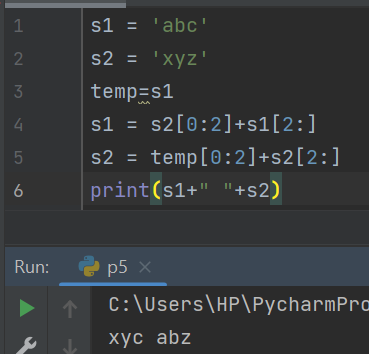 1 s1 = 'abc'
2 s2 = 'xyz'
3 temp=s1
4 s1 = s2[0:2]+s1[2:]
5 s2 = temp[0:2]+s2[2:]
6 print(s1+" "+s2)
Run: p5 ×
C:\Users\HP\PycharmPro
xyc abz